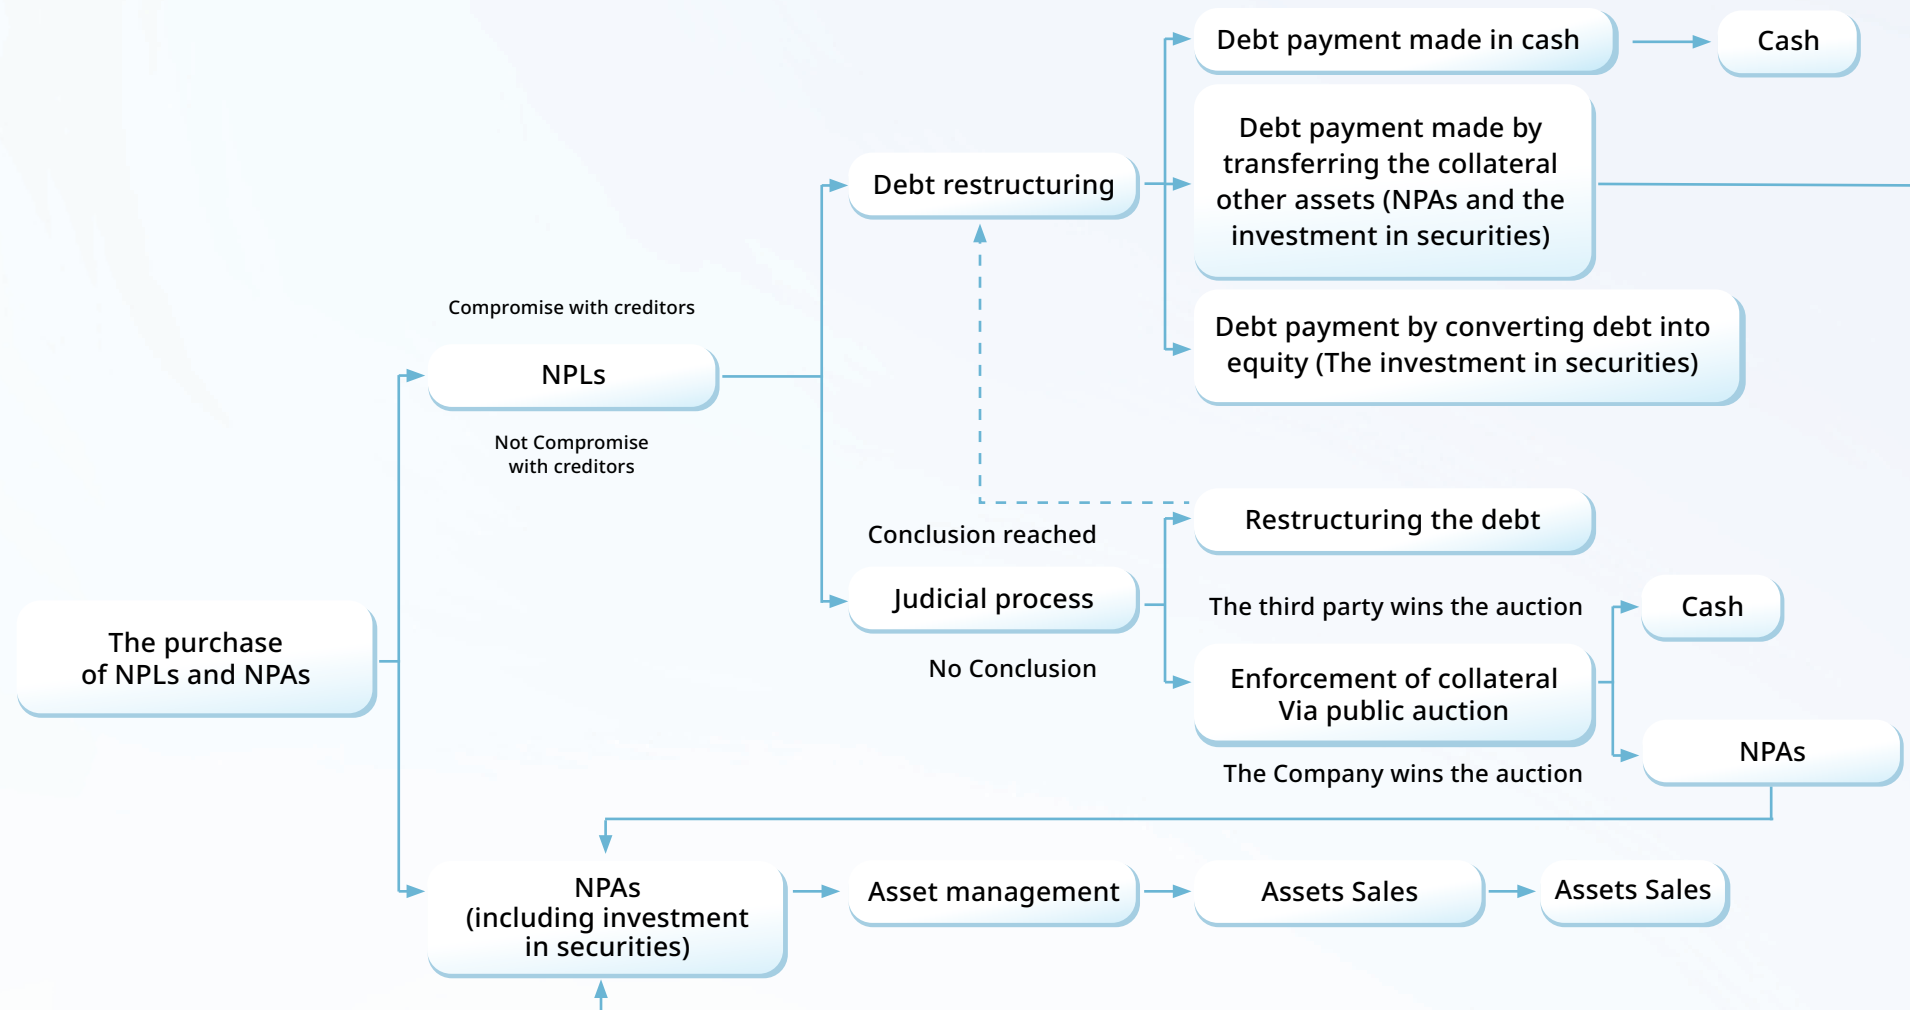 Debt payment made in cash
Cash
Debt payment made by
transferring the collateral
other assets (NPAs and the
investment in securities)
Debt restructuring
Compromise with creditors
Debt payment by converting debt into
equity (The investment in securities)
NPLs
Not Compromise
with creditors
Conclusion reached
Restructuring the debt
Judicial process
The third party wins the auction
Cash
The purchase
of NPLs and NPAs
No Conclusion
Enforcement of collateral
Via public auction
NPAs
The Company wins the auction
NPAs
(including investment
in securities)
Asset management
Assets Sales
Assets Sales